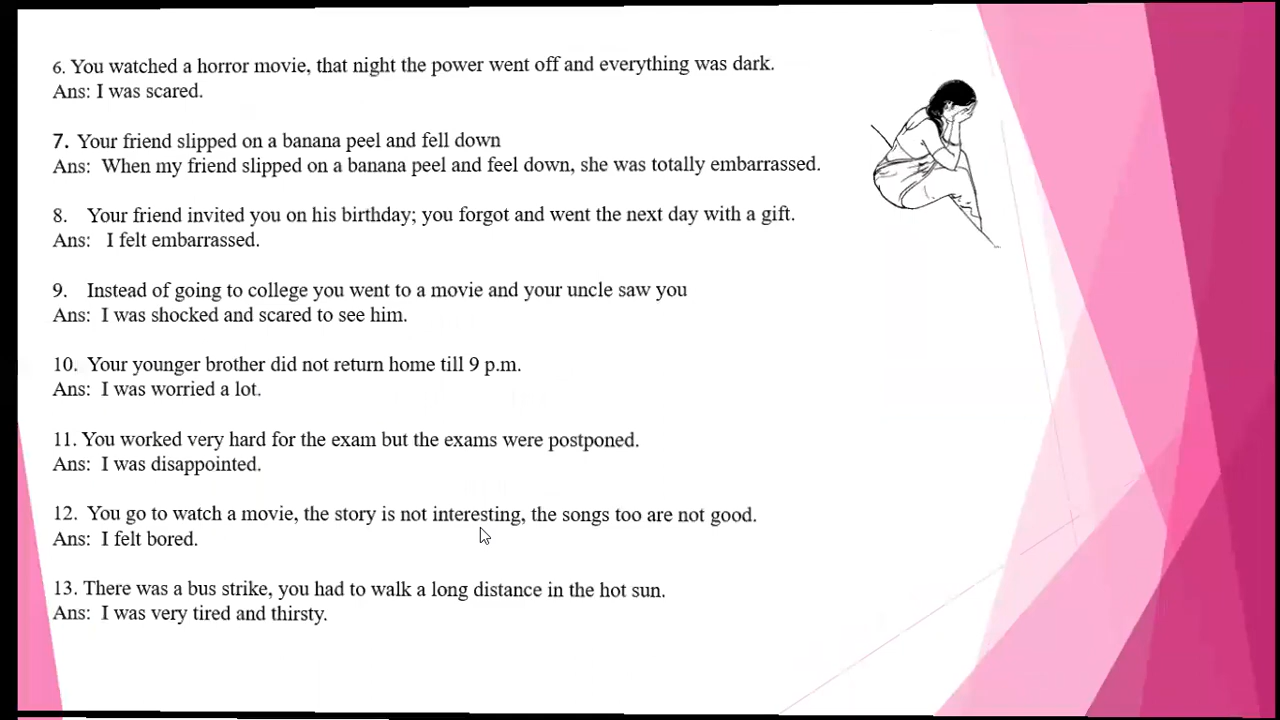 6. You watched a horror movie, that night the power went off and everything was dark.
Ans: I was scared.
7. Your friend slipped on a banana peel and fell down
Ans: When my friend slipped on a banana peel and feel down, she was totally embarrassed.
8. Your friend invited you on his birthday; you forgot and went the next day with a gift.
Ans: I felt embarrassed.
9. Instead of going to college you went to a movie and your uncle saw you
Ans: I was shocked and scared to see him.
10. Your younger brother did not return home till 9 p.m.
Ans: I was worried a lot.
11. You worked very hard for the exam but the exams were postponed.
Ans: I was disappointed.
12. You go to watch a movie, the story is not interesting, the songs too are not good.
Ans: I felt bored.
13. There was a bus strike, you had to walk a long distance in the hot sun.
Ans: I was very tired and thirsty.